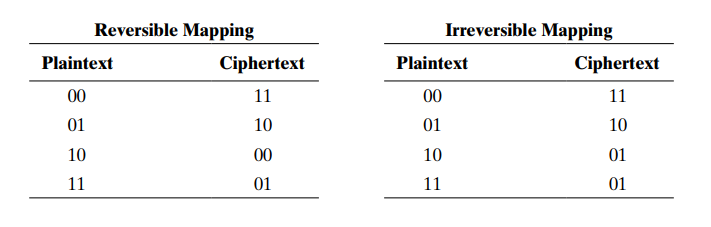 Reversible Mapping Irreversible Mapping
Plaintext Ciphertext Plaintext Ciphertext
00 11 00 11
01 10 01 10
10 00 10 01
11 01 11 01